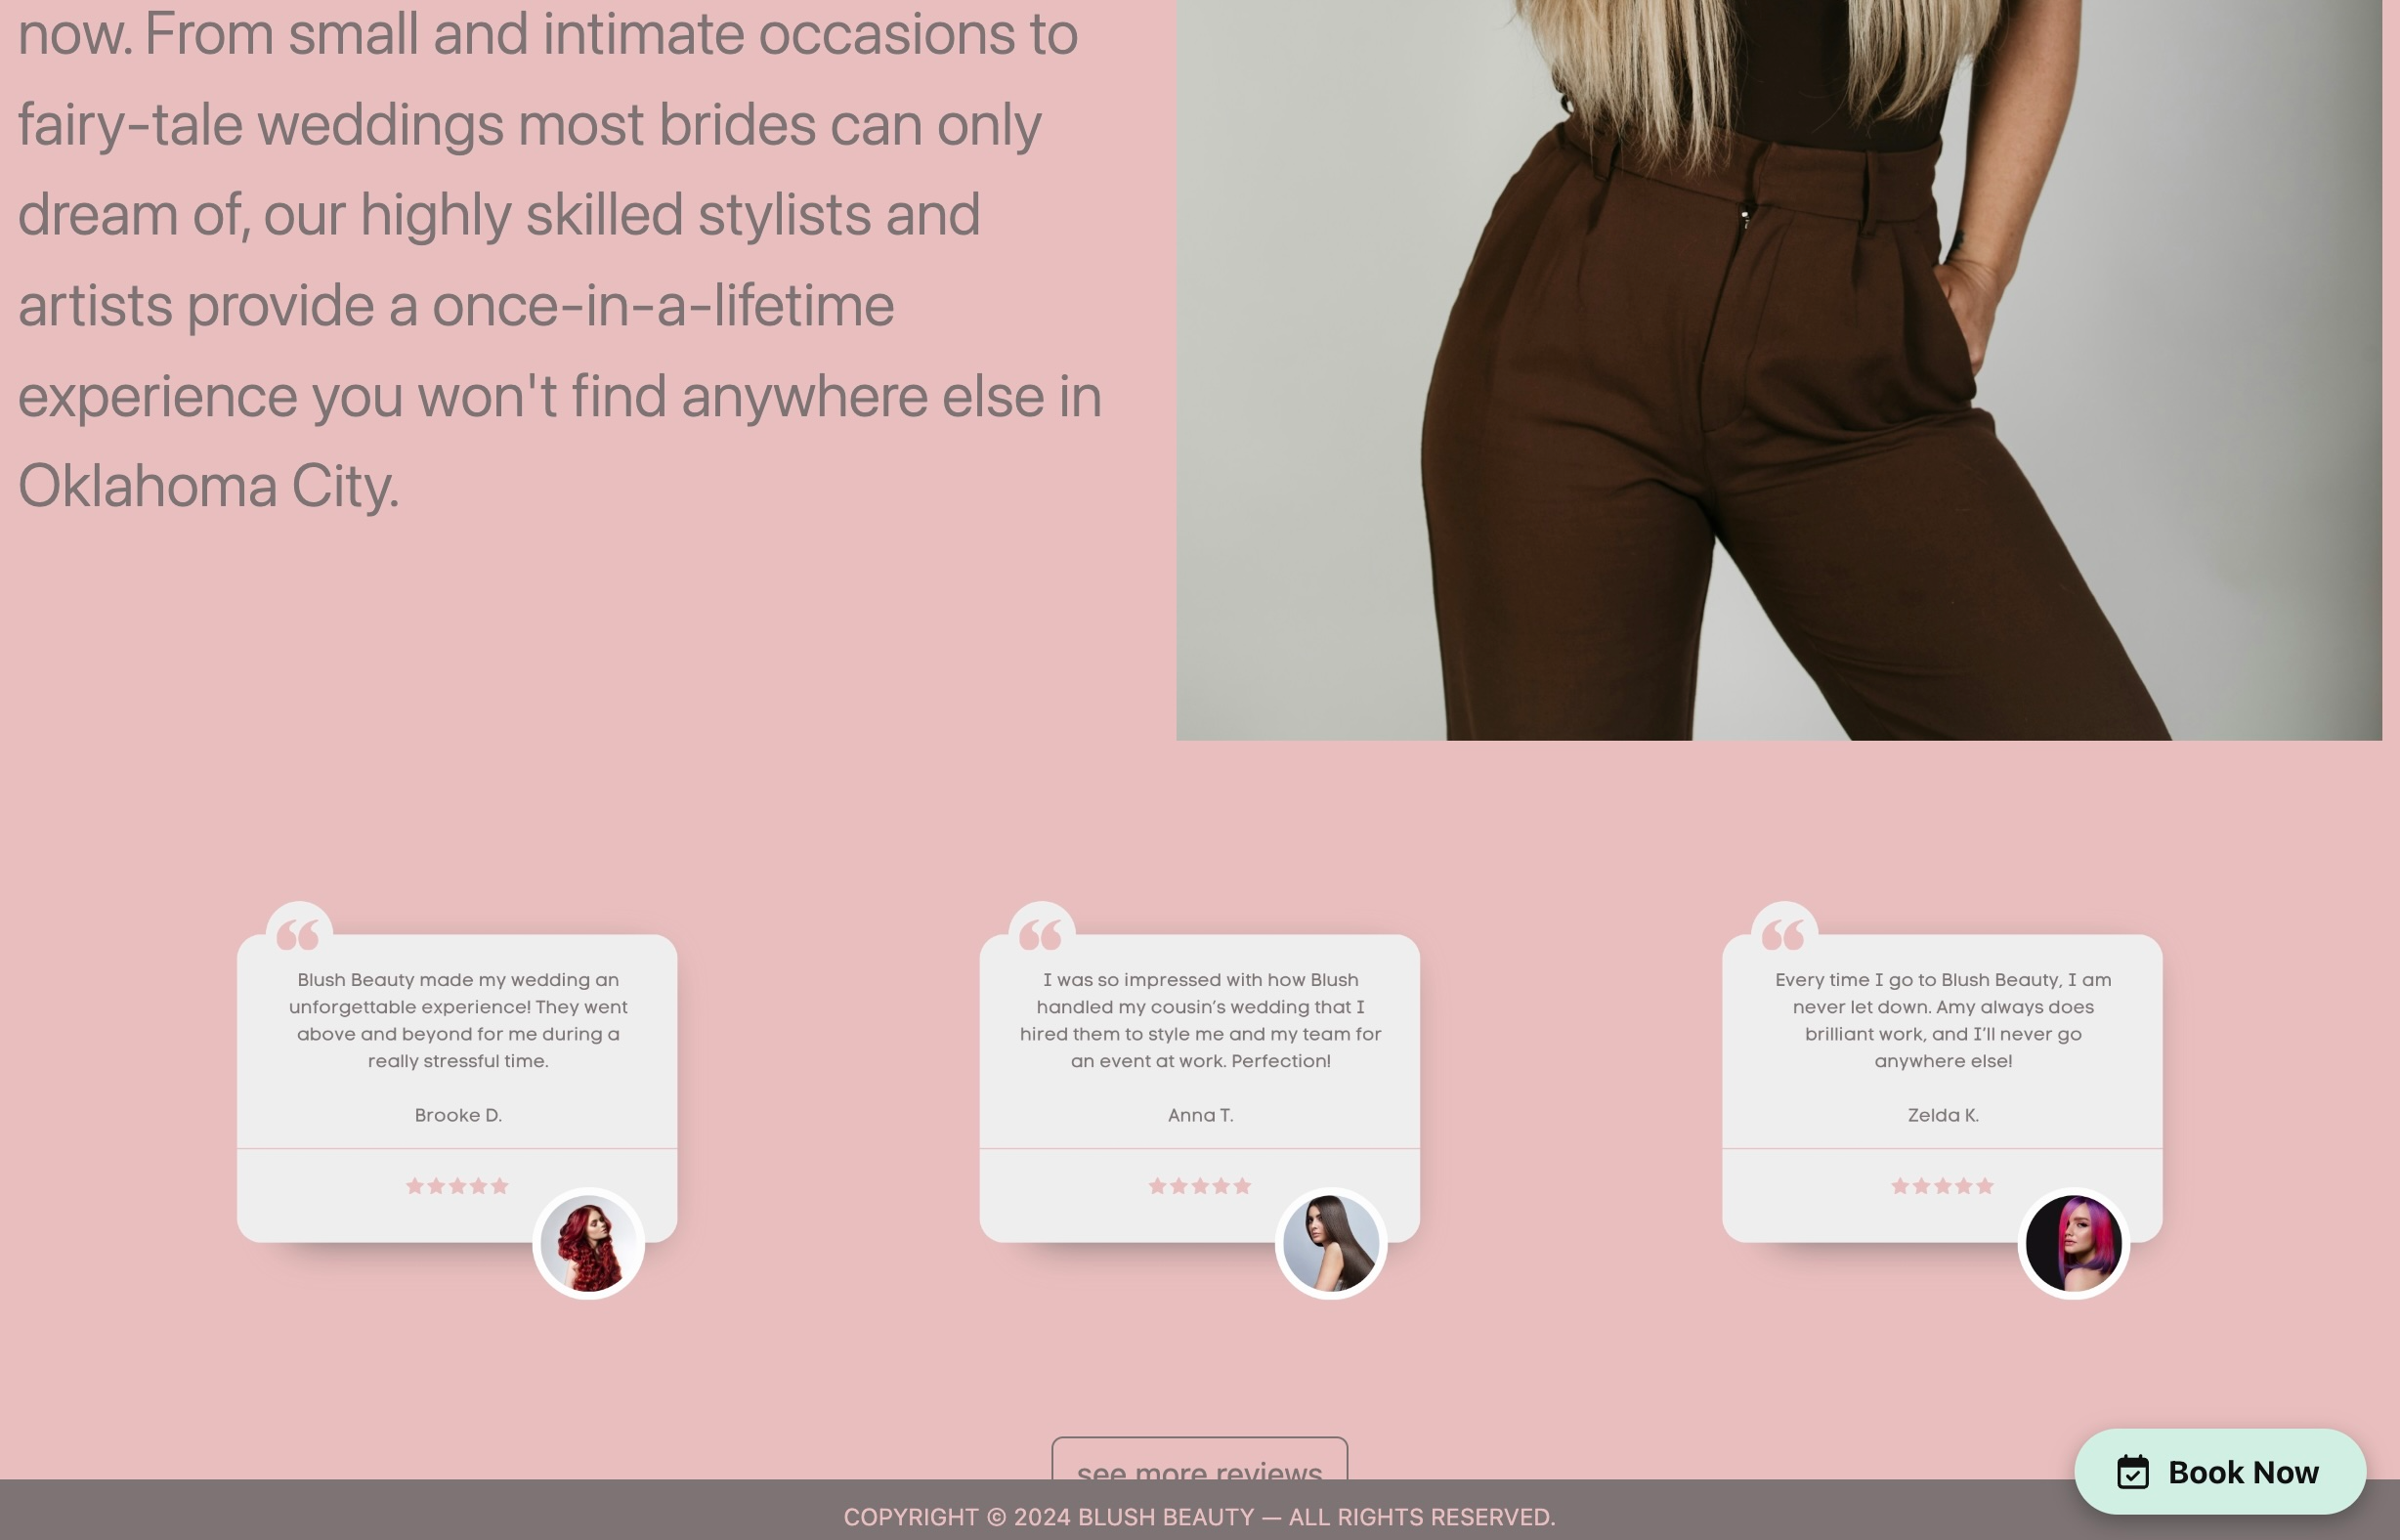 now. From small and intimate occasions to
fairy-tale weddings most brides can only
dream of, our highly skilled stylists and
artists provide a once-in-a-lifetime
experience you won't find anywhere else in
Oklahoma City.
Blush Beauty made my wedding an
unforgettable experience! They went
above and beyond for me during a
really stressful time.
Brooke D.
I was so impressed with how Blush
handled my cousin’s wedding that I
hired them to style me and my team for
an event at work. Perfection!
Anna T.
Every time I go to Blush Beauty, I am
never let down. Amy always does
brilliant work, and I’ll never go
anywhere else!
Zelda K.
see more reviews
Book Now
COPYRIGHT © 2024 BLUSH BEAUTY — ALL RIGHTS RESERVED.